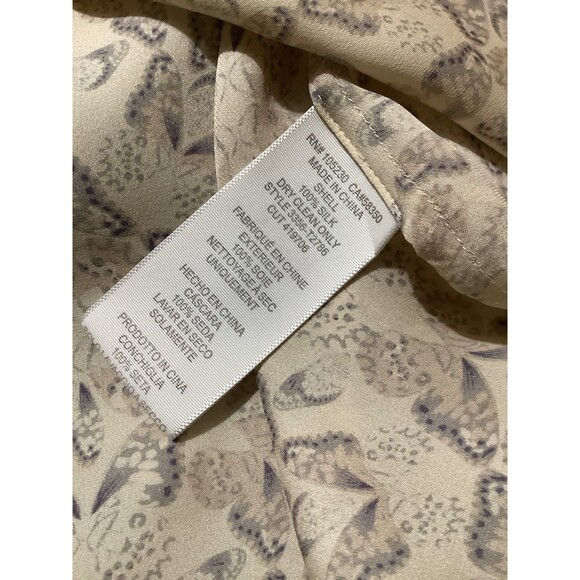 RN# 105230 CA#58350
MADE IN CHINA
SHELL
100% SILK
DRY CLEAN ONLY
STYLE 3356-T2786
CUT 419706
FABRIQUÉ EN CHINE
EXTERIEUR
100% SOIE
NETTOYAGE À SEC
UNIQUEMENT
HECHO EN CHINA
CASCARA
100% SEDA
LAVAR EN SECO
SOLAMENTE
PRODOTTO IN CINA
CONCHIGLIA
100% SETA